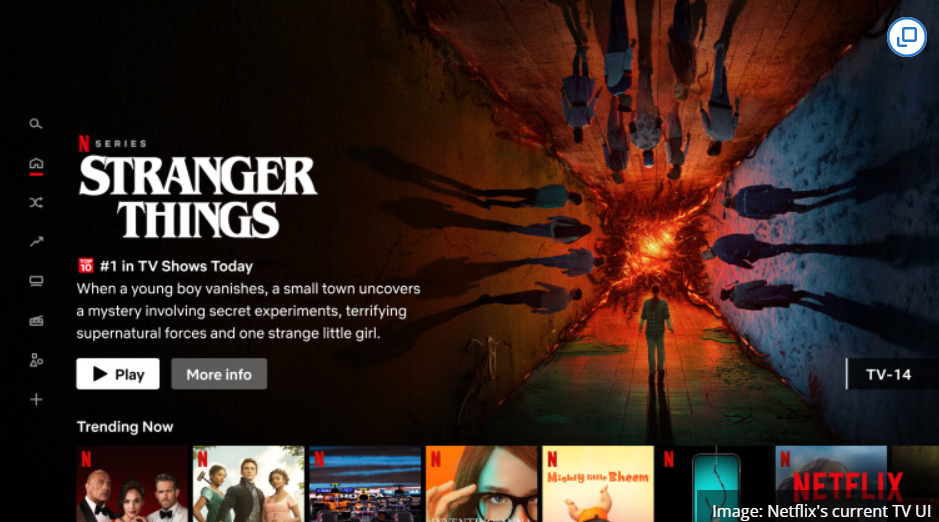 N SERIES
STRANGER
THINGS
TOP 10 #1 in TV Shows Today
When a young boy vanishes, a small town uncovers
a mystery involving secret experiments, terrifying
supernatural forces and one strange little girl.
Play More info
TV-14
Trending Now
N N N N N N N
Mighty little Bheem
NETFLIX
Image: Netflix's current TV UI